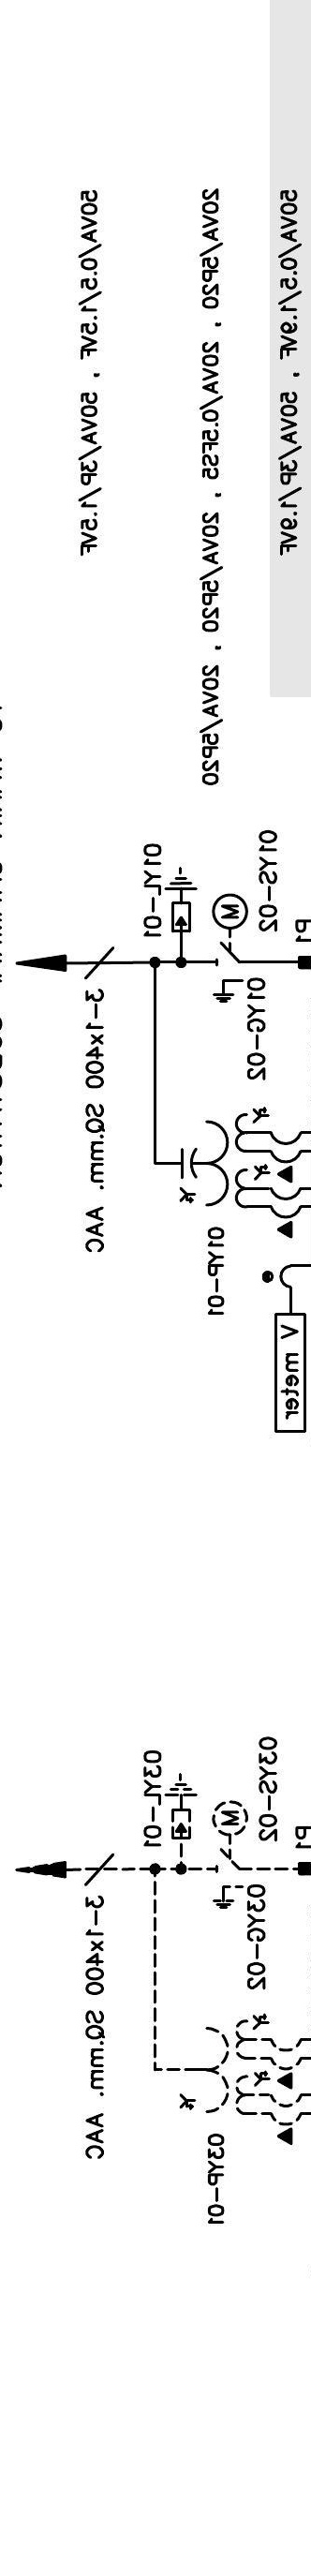 50VA/0.5/1.9VF , 50VA/3P/1.9VF
20VA/5P20 , 20VA/0.5FS5 , 20VA/5P20 , 20VA/5P20
50VA/0.5/1.5VF , 50VA/3P/1.5VF
P1
01YS-02
M
01YG-02
01YL-01
01YP-01
V meter
3-1x400 SQ.mm. AAC
P1
03YS-02
M
03YG-02
03YL-01
03YP-01
3-1x400 SQ.mm. AAC